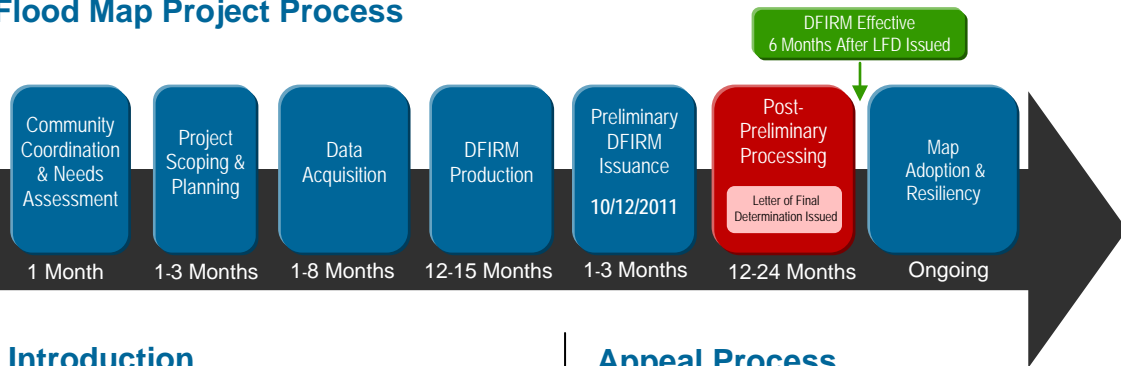 Flood Map Project Process
DFIRM Effective
6 Months After LFD Issued
Community
Coordination
& Needs
Assessment
Project
Scoping &
Planning
Data
Acquisition
DFIRM
Production
Preliminary
DFIRM
Issuance
10/12/2011
Post-
Preliminary
Processing
Letter of Final
Determination Issued
Map
Adoption &
Resiliency
1 Month
1-3 Months
1-8 Months
12-15 Months
1-3 Months
12-24 Months
Ongoing
Introduction
Appeal Process